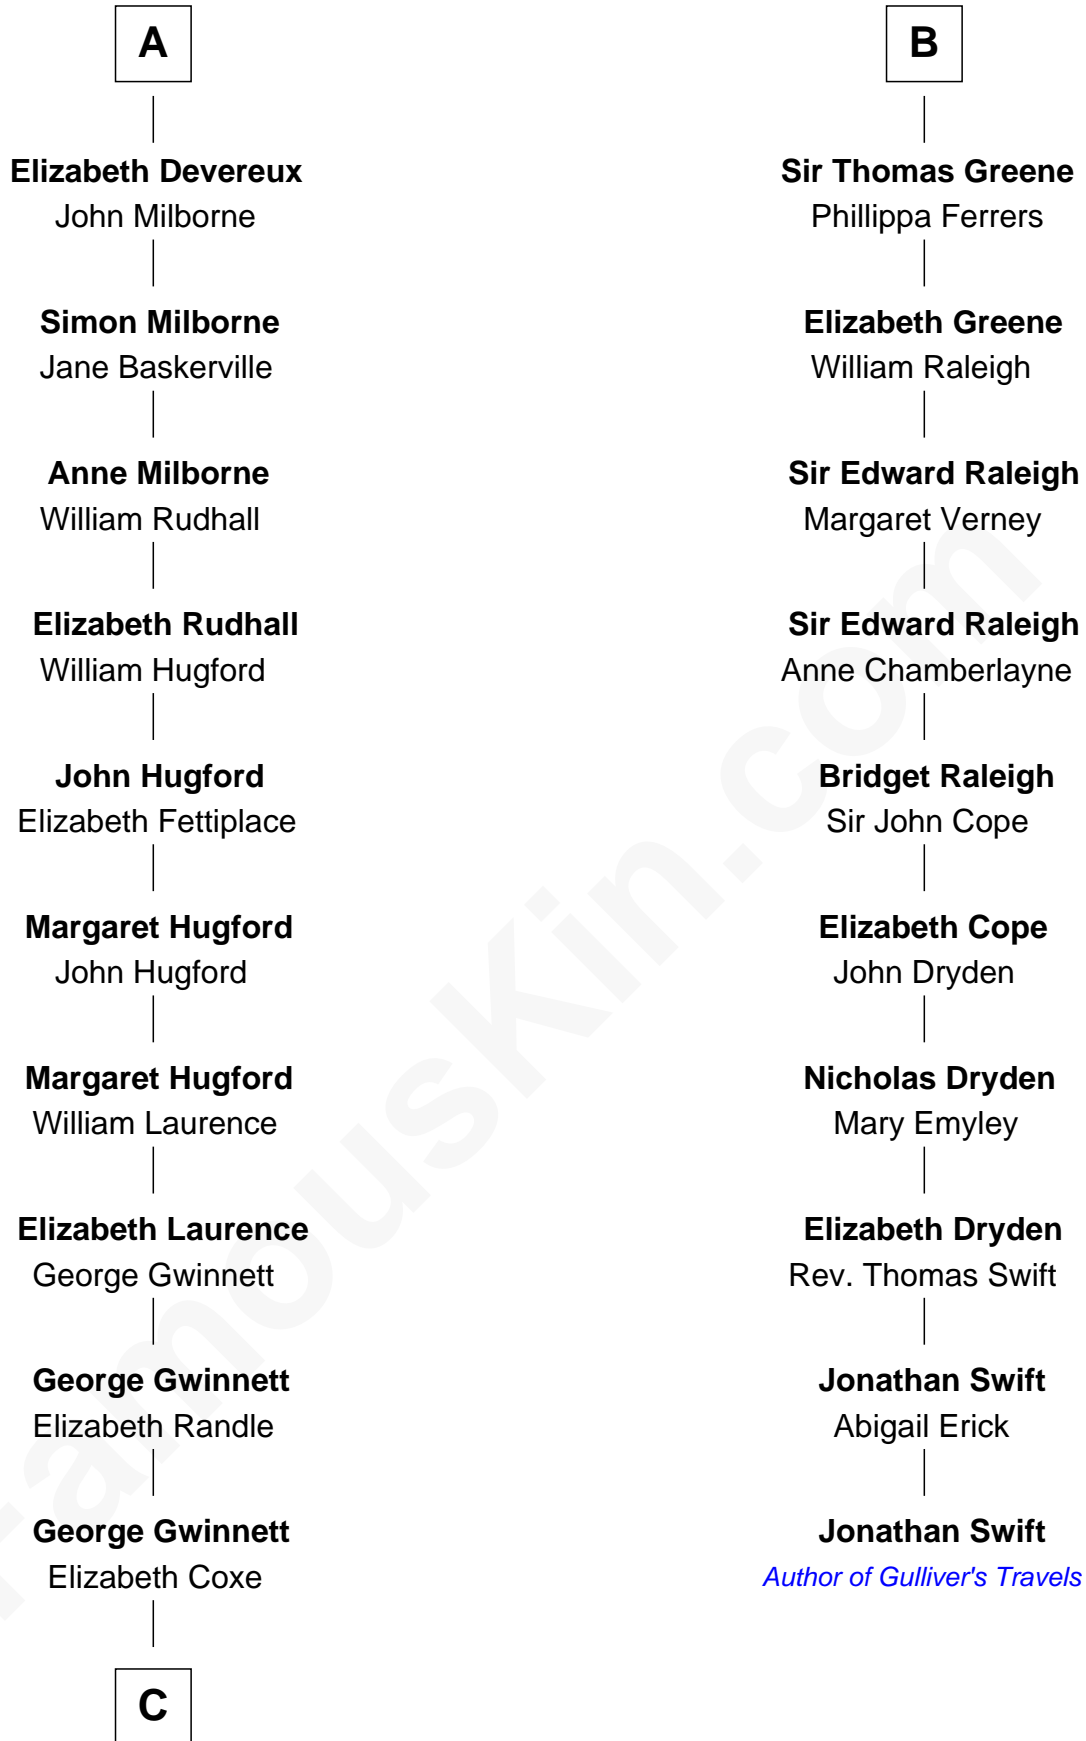 A
Elizabeth Devereux
John Milborne
Simon Milborne
Jane Baskerville
Anne Milborne
William Rudhall
Elizabeth Rudhall
William Hugford
John Hugford
Elizabeth Fettiplace
Margaret Hugford
John Hugford
Margaret Hugford
William Laurence
Elizabeth Laurence
George Gwinnett
George Gwinnett
Elizabeth Randle
George Gwinnett
Elizabeth Coxe
C
B
Sir Thomas Greene
Phillippa Ferrers
Elizabeth Greene
William Raleigh
Sir Edward Raleigh
Margaret Verney
Sir Edward Raleigh
Anne Chamberlayne
Bridget Raleigh
Sir John Cope
Elizabeth Cope
John Dryden
Nicholas Dryden
Mary Emyley
Elizabeth Dryden
Rev. Thomas Swift
Jonathan Swift
Abigail Erick
Jonathan Swift
Author of Gulliver's Travels
FamousKin.com